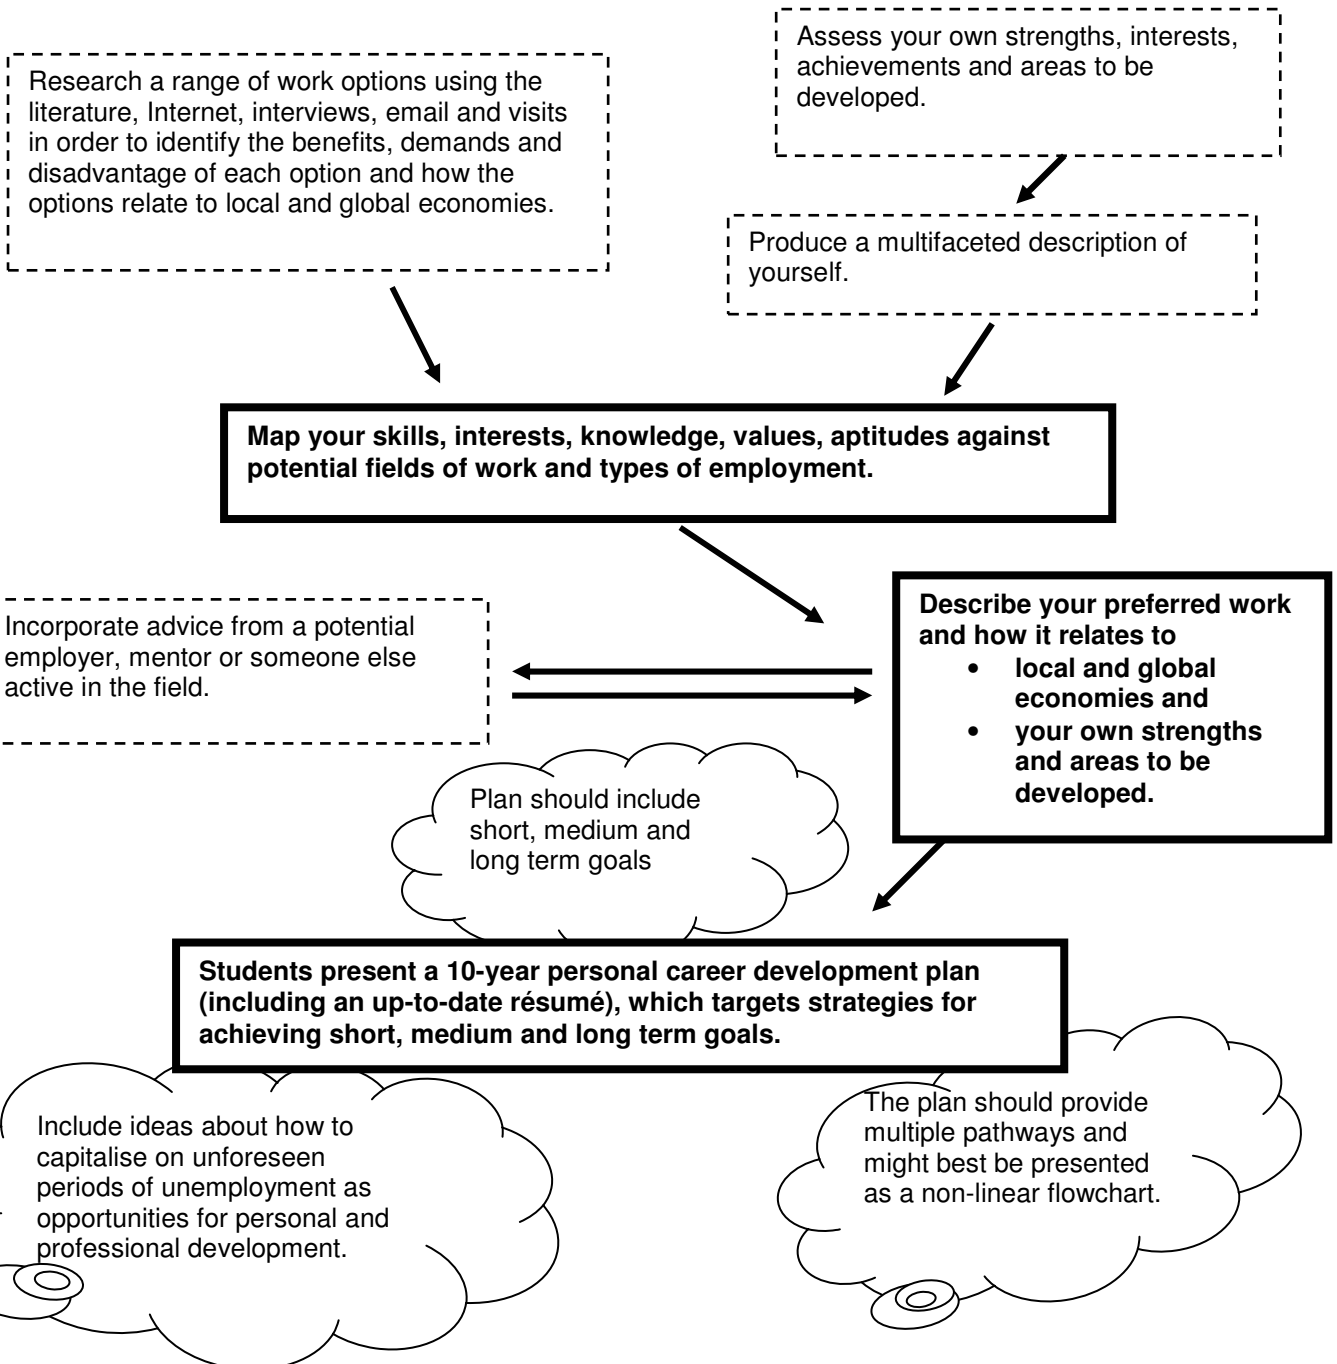 Assess your own strengths, interests,
achievements and areas to be
developed.
Research a range of work options using the
literature, Internet, interviews, email and visits
in order to identify the benefits, demands and
disadvantage of each option and how the
options relate to local and global economies.
Produce a multifaceted description of
yourself.
Map your skills, interests, knowledge, values, aptitudes against
potential fields of work and types of employment.
Describe your preferred work
and how it relates to
• local and global
economies and
• your own strengths
and areas to be
developed.
Incorporate advice from a potential
employer, mentor or someone else
active in the field.
Plan should include
short, medium and
long term goals
Students present a 10-year personal career development plan
(including an up-to-date résumé), which targets strategies for
achieving short, medium and long term goals.
Include ideas about how to
capitalise on unforeseen
periods of unemployment as
opportunities for personal and
professional development.
The plan should provide
multiple pathways and
might best be presented
as a non-linear flowchart.